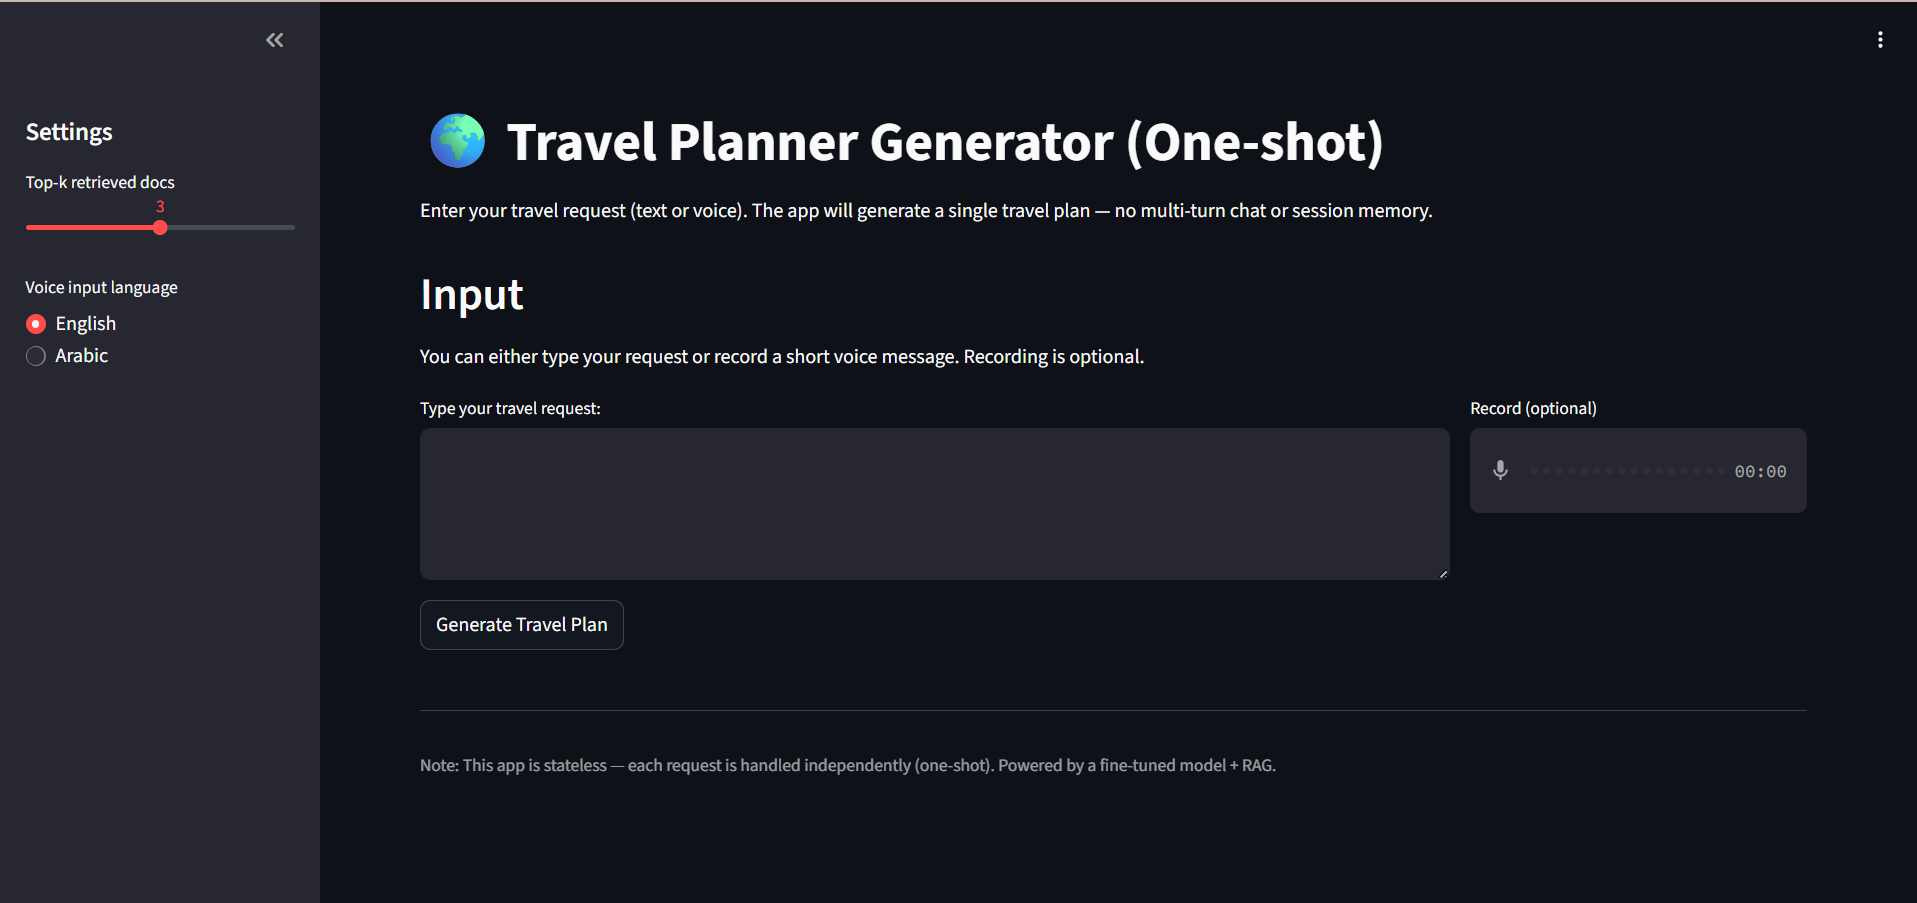 Settings
Top-k retrieved docs
3
Voice input language
English
Arabic
Travel Planner Generator (One-shot)
Enter your travel request (text or voice). The app will generate a single travel plan — no multi-turn chat or session memory.
Input
You can either type your request or record a short voice message. Recording is optional.
Type your travel request:
Record (optional)
00:00
Generate Travel Plan
Note: This app is stateless — each request is handled independently (one-shot). Powered by a fine-tuned model + RAG.